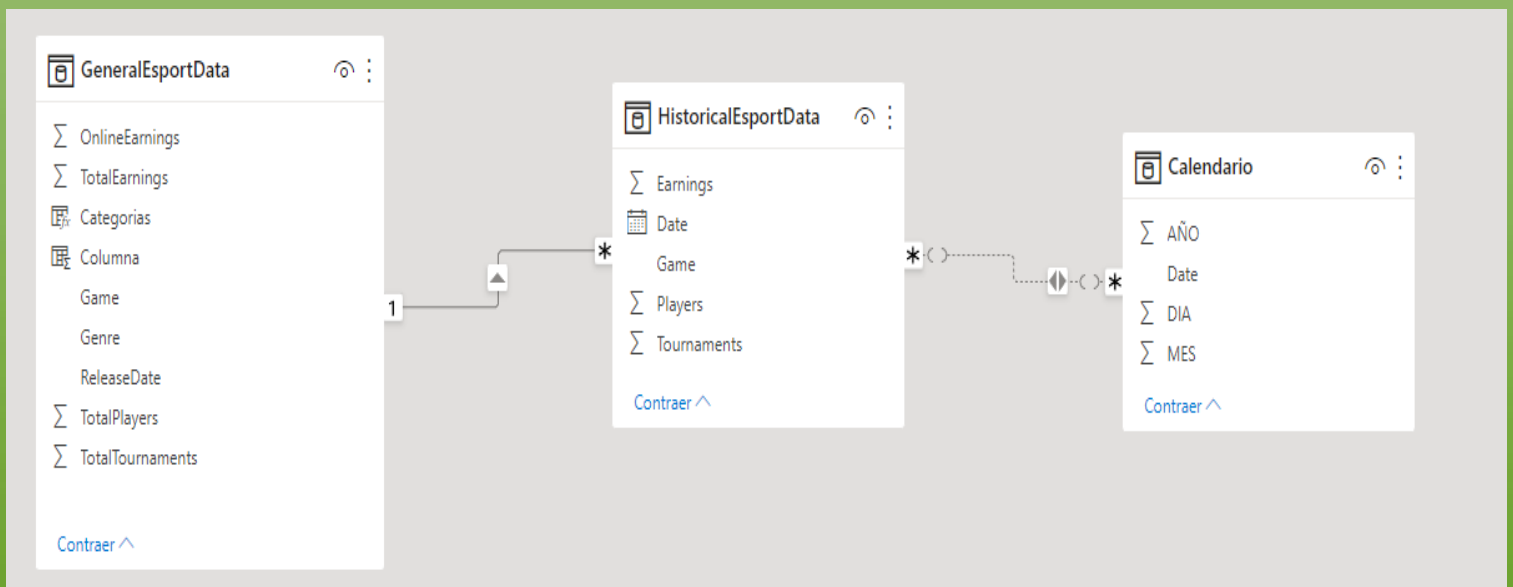 GeneralEsportData
OnlineEarnings
TotalEarnings
Categorias
Columna
Game
Genre
ReleaseDate
TotalPlayers
TotalTournaments
Contraer
1
*
HistoricalEsportData
Earnings
Date
Game
Players
Tournaments
Contraer
*
*
Calendario
AÑO
Date
DIA
MES
Contraer